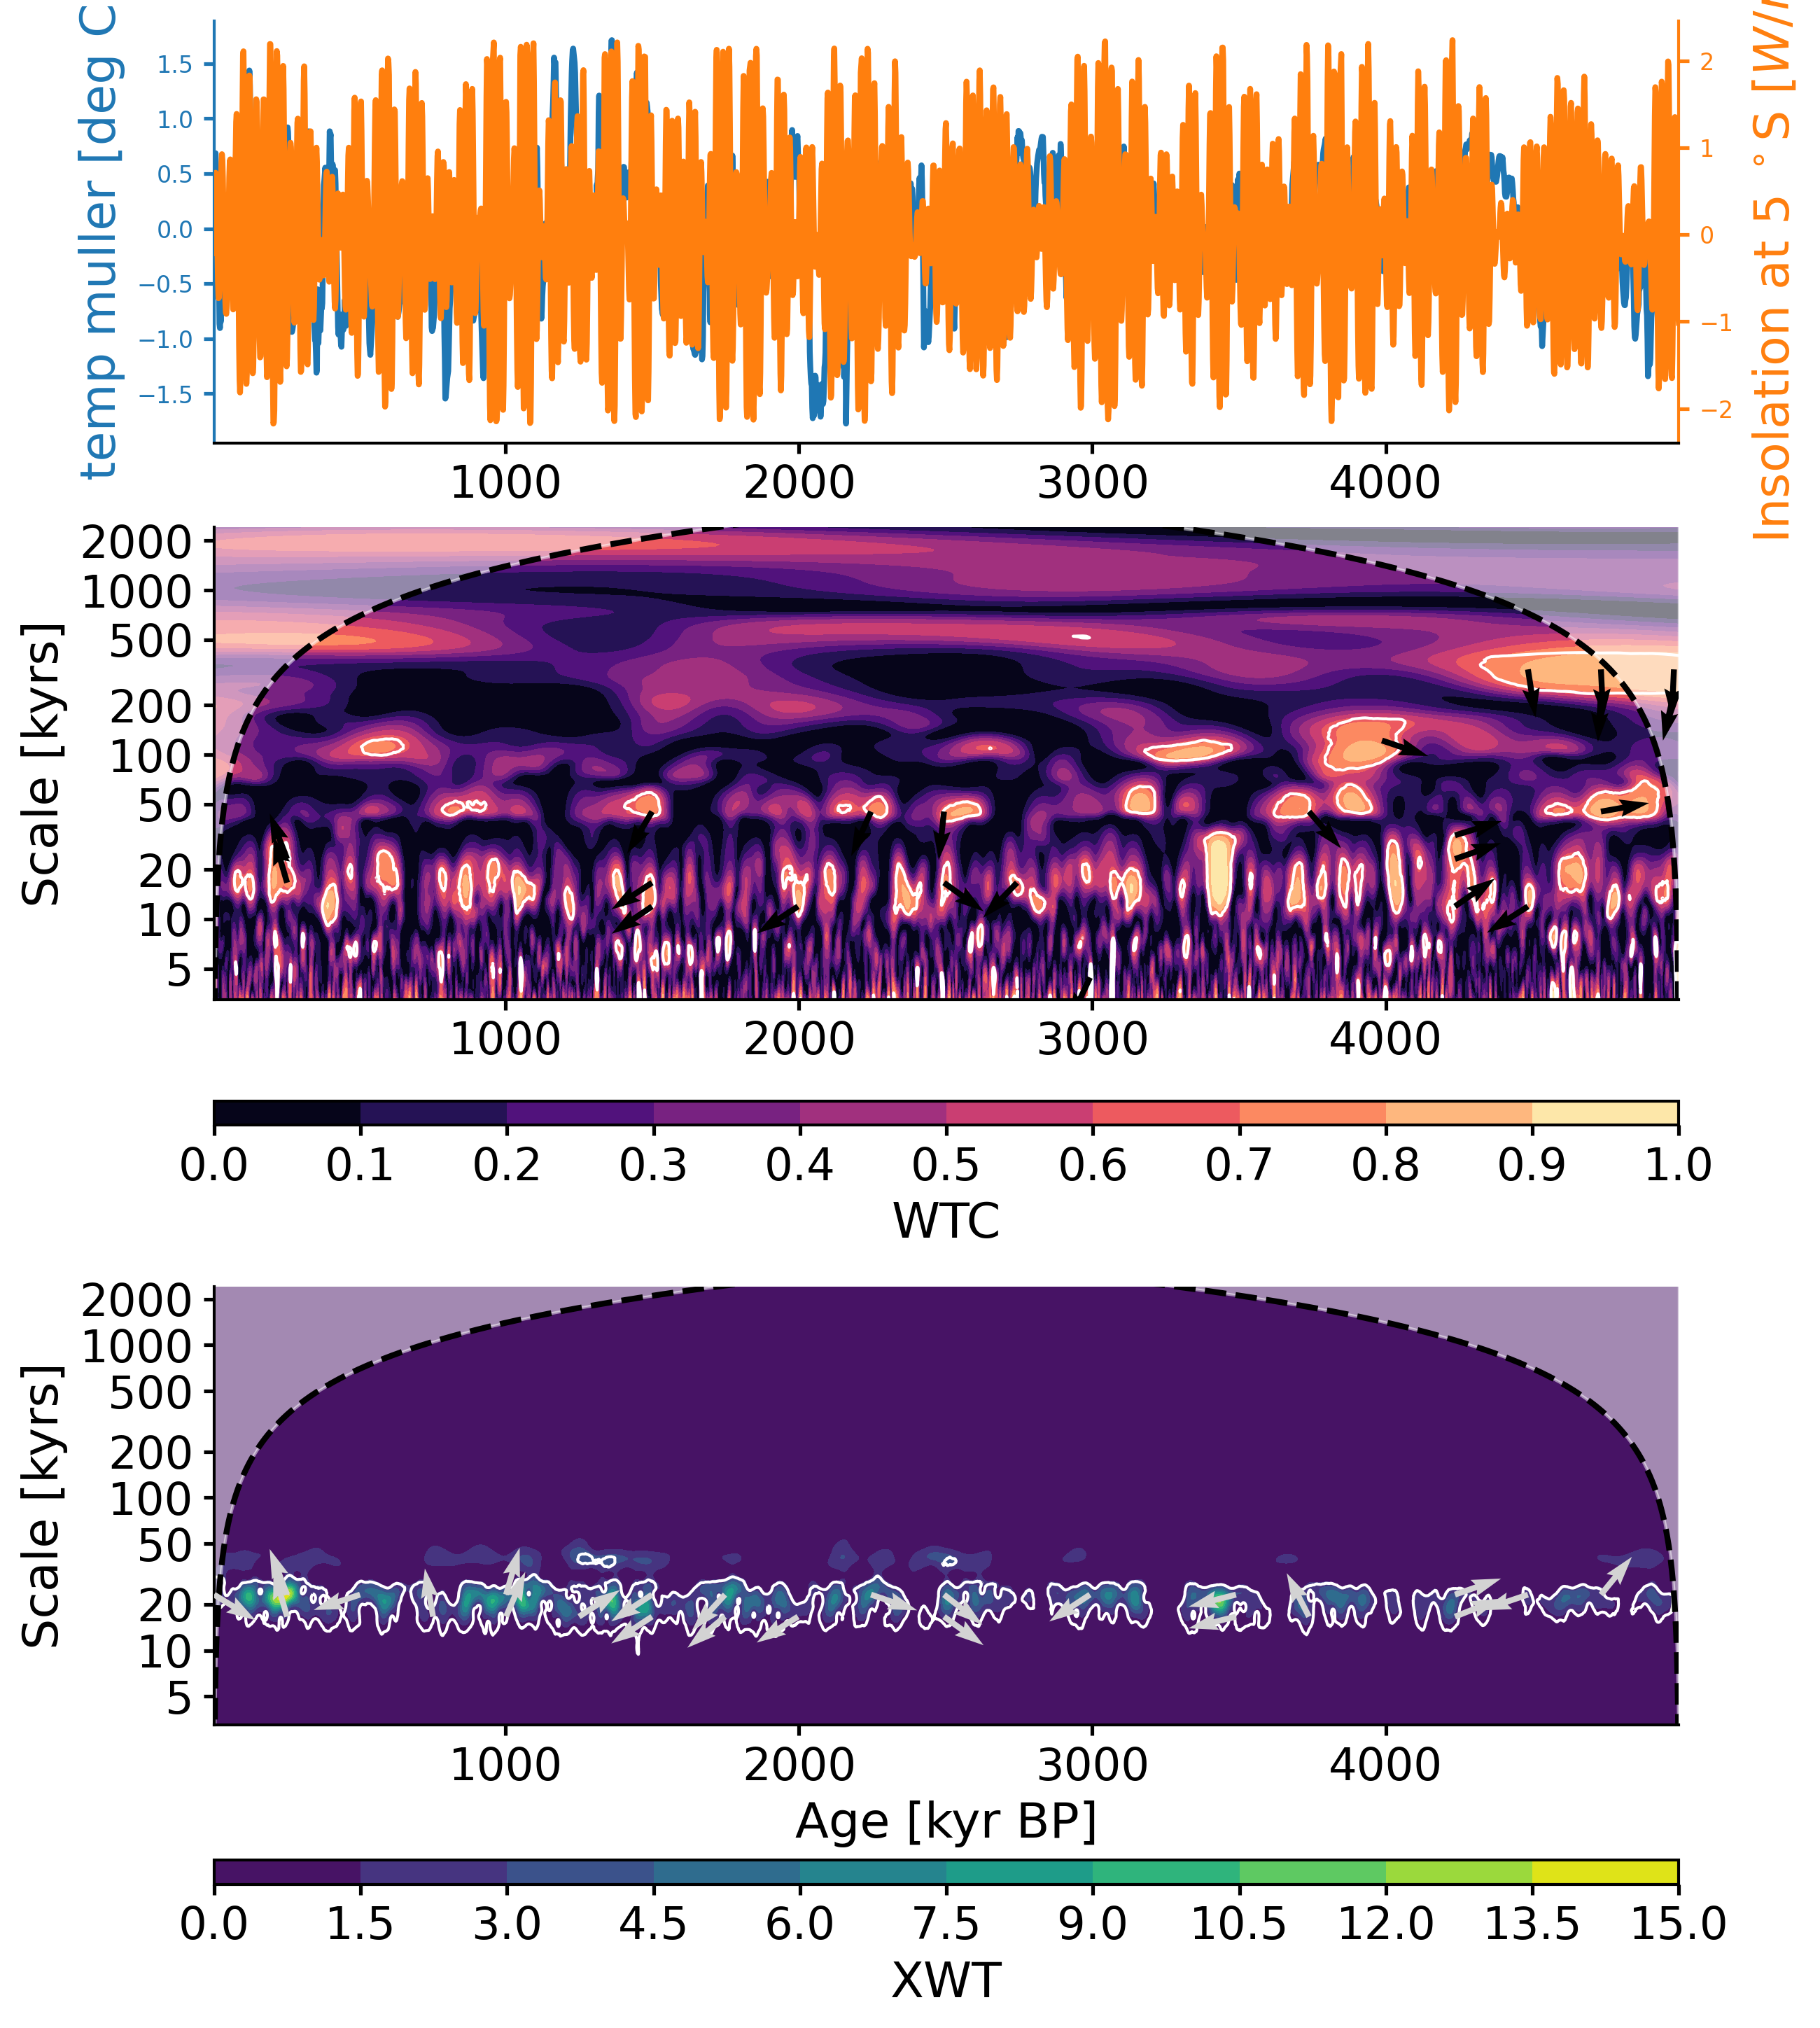 temp muller [deg C
1.5
1.0
0.5
0.0
−0.5
−1.0
−1.5
2
1
0
−1
−2
Insolation at 5 °S [W/
1000 2000 3000 4000
Scale [kyrs]
2000
1000
500
200
100
50
20
10
5
1000 2000 3000 4000
0.0 0.1 0.2 0.3 0.4 0.5 0.6 0.7 0.8 0.9 1.0
WTC
Scale [kyrs]
2000
1000
500
200
100
50
20
10
5
1000 2000 3000 4000
Age [kyr BP]
0.0 1.5 3.0 4.5 6.0 7.5 9.0 10.5 12.0 13.5 15.0
XWT